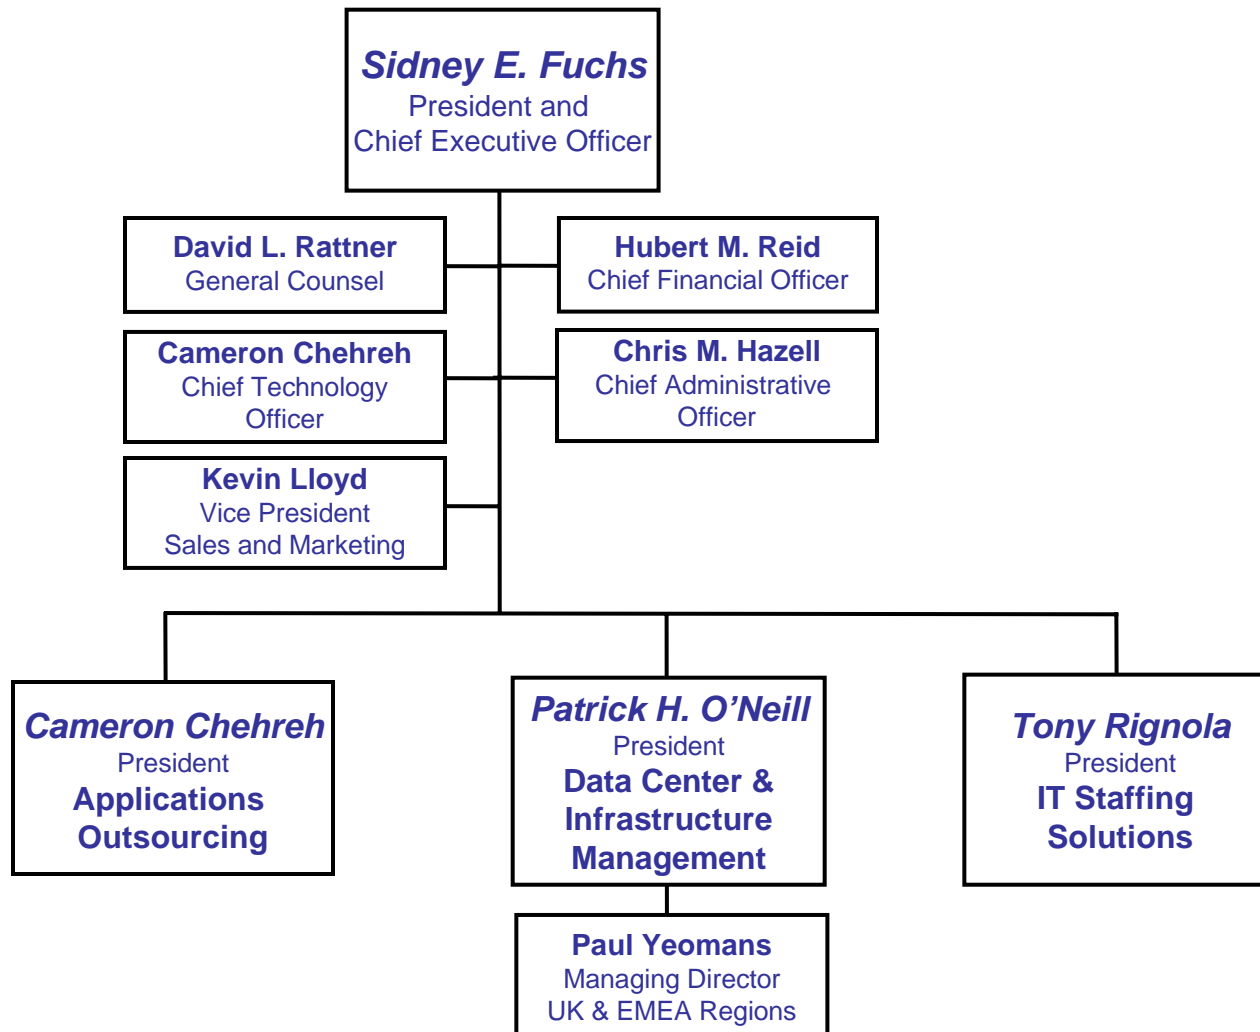 Sidney E. Fuchs
President and
Chief Executive Officer
David L. Rattner
General Counsel
Hubert M. Reid
Chief Financial Officer
Cameron Chehreh
Chief Technology
Officer
Chris M. Hazell
Chief Administrative
Officer
Kevin Lloyd
Vice President
Sales and Marketing
Cameron Chehreh
President
Applications
Outsourcing
Patrick H. O’Neill
President
Data Center &
Infrastructure
Management
Tony Rignola
President
IT Staffing
Solutions
Paul Yeomans
Managing Director
UK & EMEA Regions